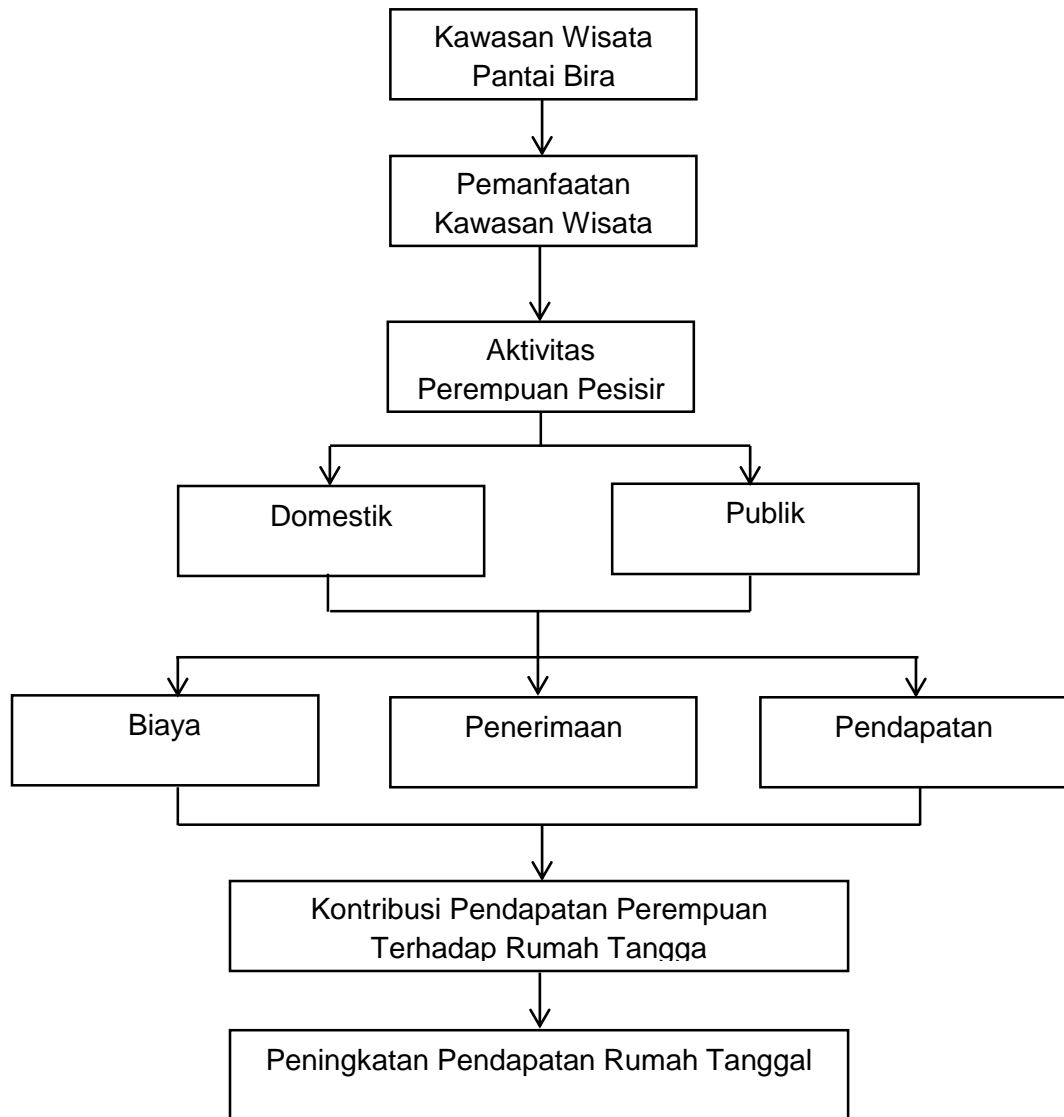 Kawasan Wisata
Pantai Bira
Pemanfaatan
Kawasan Wisata
Aktivitas
Perempuan Pesisir
Domestik
Publik
Biaya
Penerimaan
Pendapatan
Kontribusi Pendapatan Perempuan
Terhadap Rumah Tangga
Peningkatan Pendapatan Rumah Tanggal